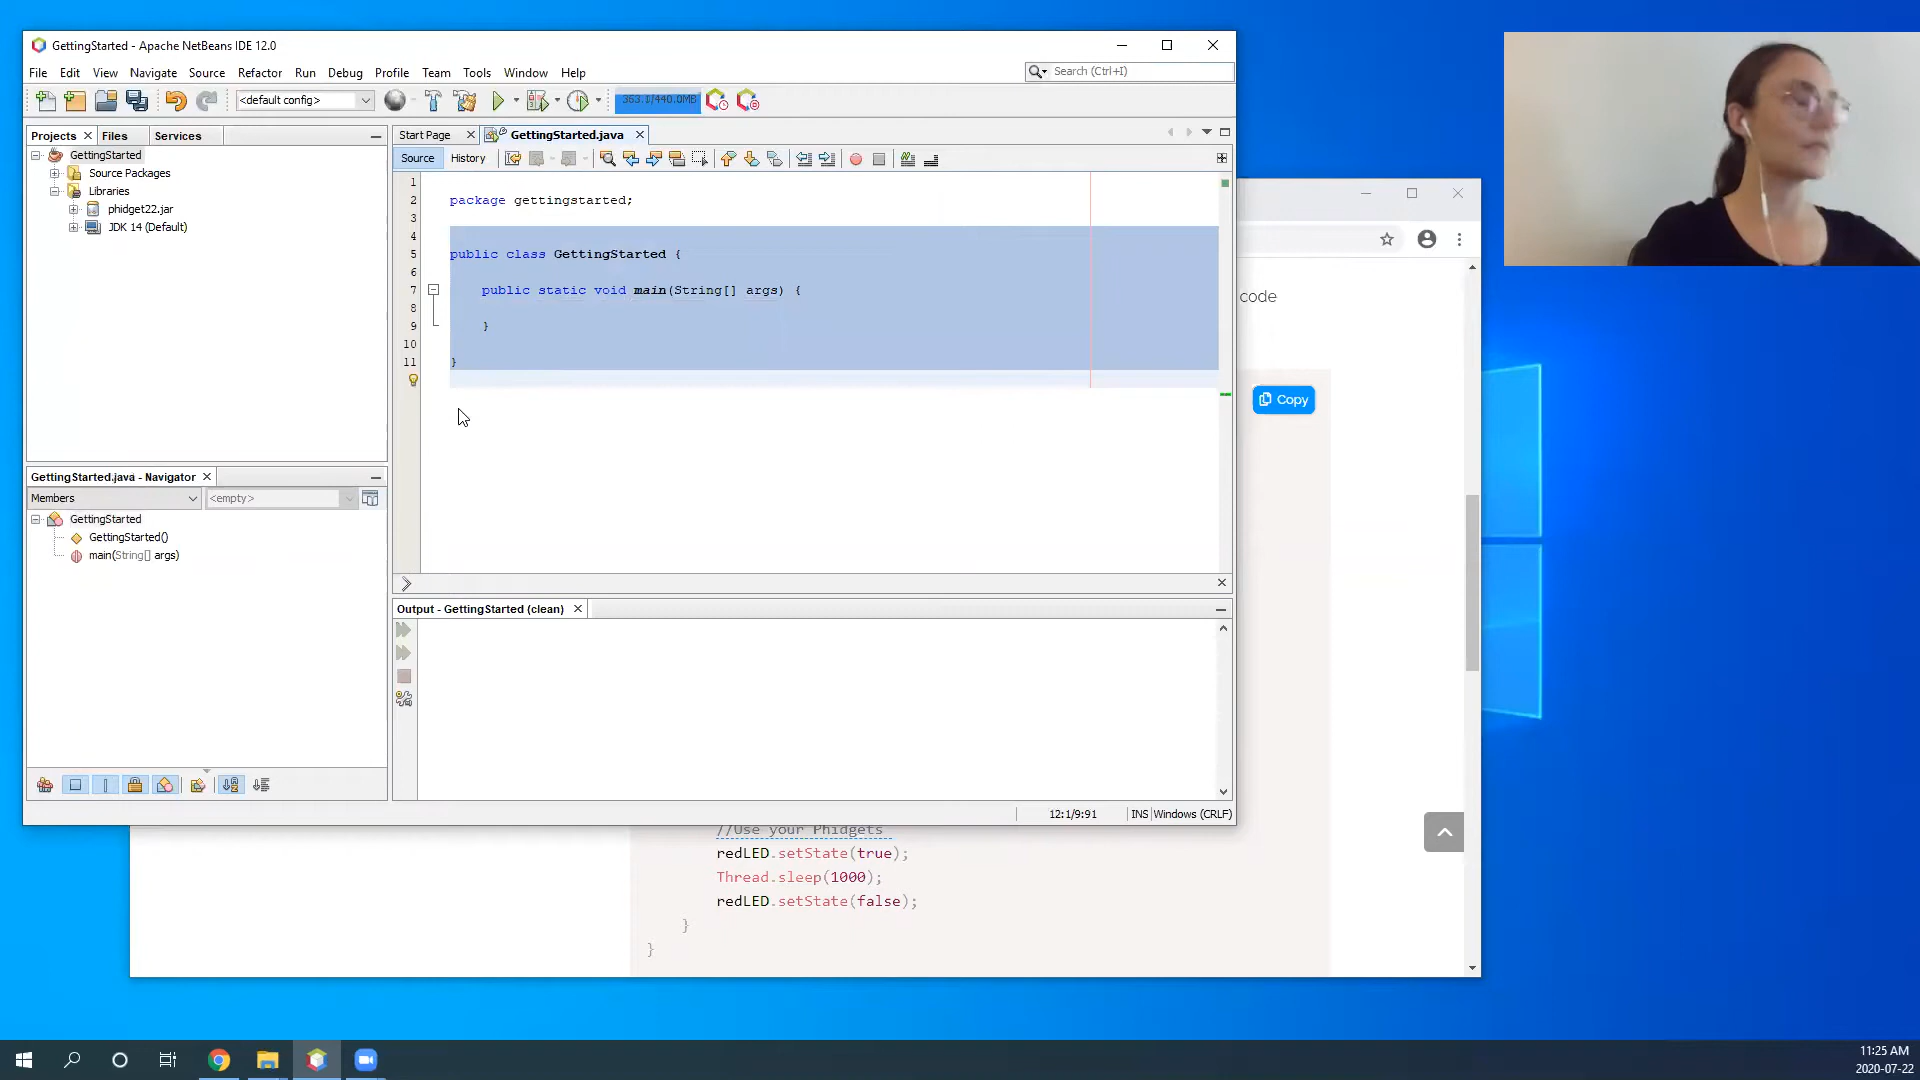 GettingStarted - Apache NetBeans IDE 12.0
File Edit View Navigate Source Refactor Run Debug Profile Team Tools Window Help
Search (Ctrl+I)
<default config>
353.1/440.0MB
Projects Files Services
Start Page GettingStarted.java
GettingStarted
Source Packages
Libraries
phidget22.jar
JDK 14 (Default)
Source History
1
2 package gettingstarted;
3
4
5 public class GettingStarted {
6
7 public static void main(String[] args) {
8
9 }
10
11 }
code
Copy
GettingStarted.java - Navigator
Members <empty>
GettingStarted
GettingStarted()
main(String[] args)
Output - GettingStarted (clean)
12:1/9:91 INS Windows (CRLF)
//Use your Phidgets
redLED.setState(true);
Thread.sleep(1000);
redLED.setState(false);
}
}
11:25 AM
2020-07-22